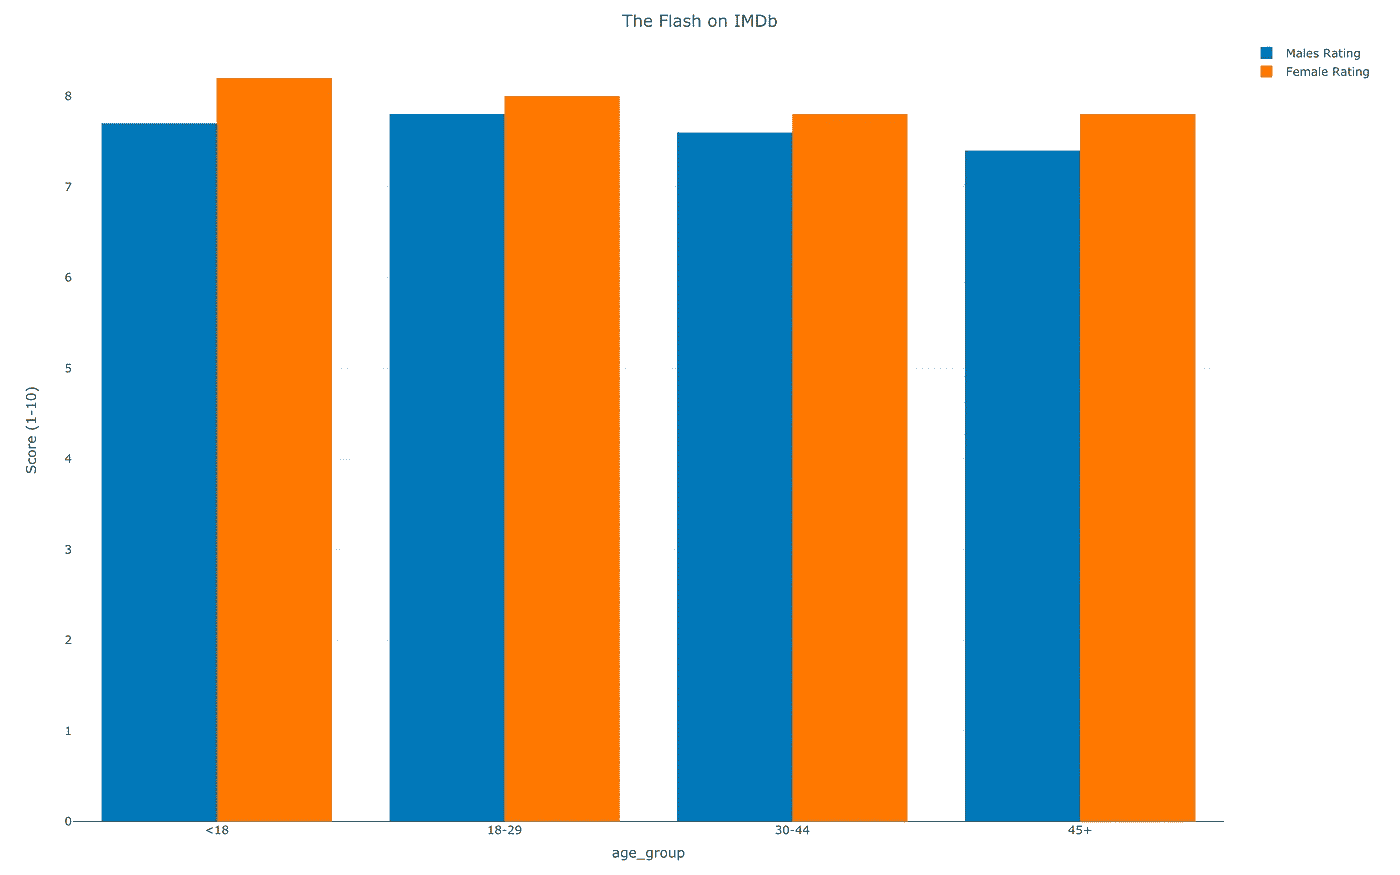 The Flash on IMDb
Males Rating
Female Rating
8
7
6
5
4
3
2
1
0
Score (1-10)
<18
18-29
30-44
45+
age_group